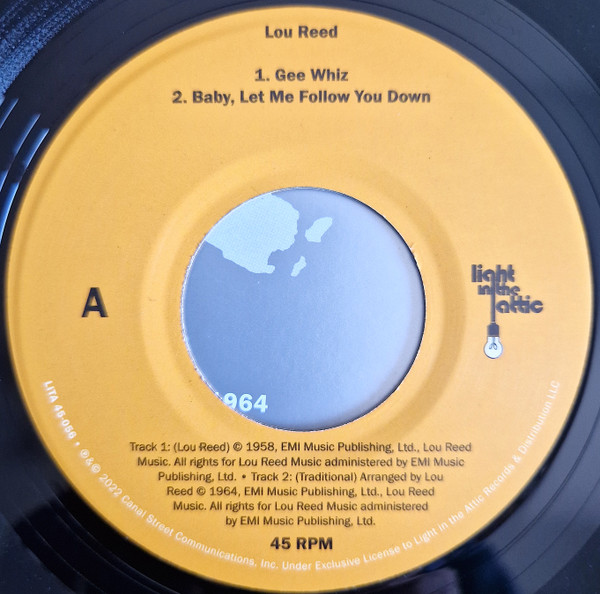 Lou Reed
1. Gee Whiz
2. Baby, Let Me Follow You Down
A
light
in the
attic
964
Track 1: (Lou Reed) © 1958, EMI Music Publishing, Ltd., Lou Reed
Music. All rights for Lou Reed Music administered by EMI Music
Publishing, Ltd. • Track 2: (Traditional) Arranged by Lou
Reed © 1964, EMI Music Publishing, Ltd., Lou Reed
Music. All rights for Lou Reed Music administered
by EMI Music Publishing, Ltd.
45 RPM
LITA 45-056 • ℗&© 2022 Canal Street Communications, Inc. Under Exclusive License to Light in the Attic Records & Distribution LLC